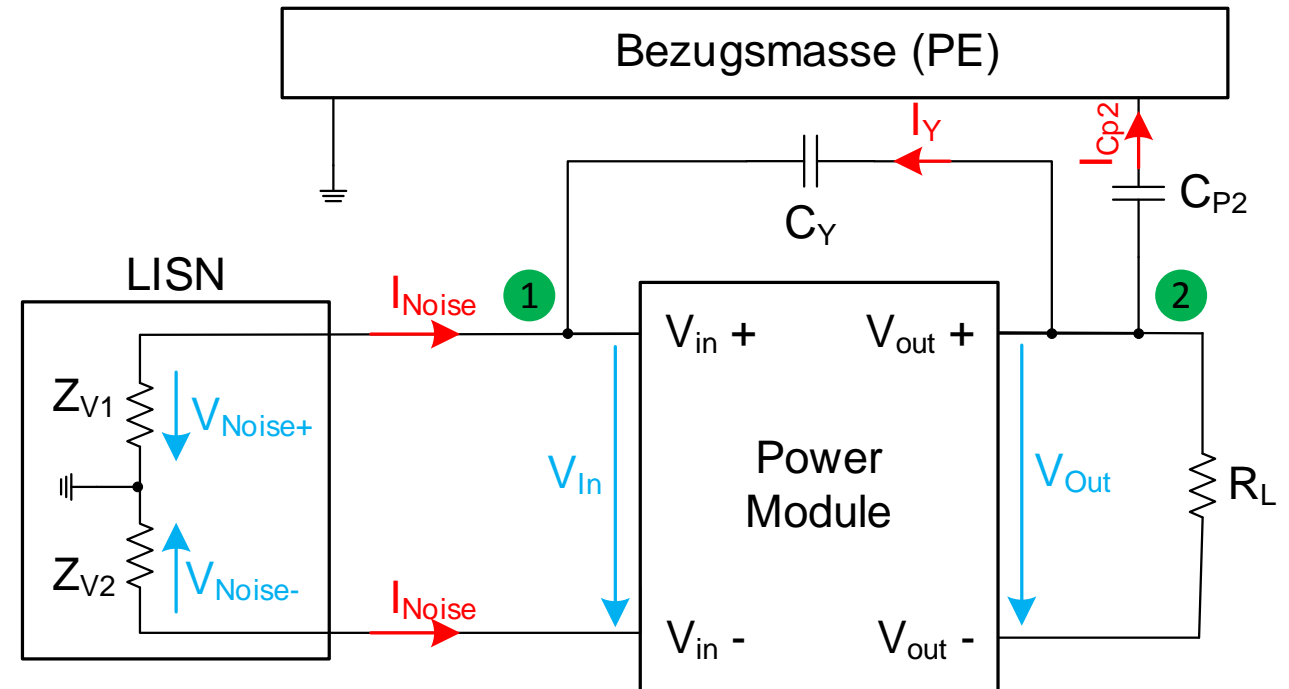 Bezugsmasse (PE)
I_Y
I_Cp2
C_P2
C_Y
LISN
I_Noise
1
2
V_in +
V_out +
Z_V1
V_Noise+
V_In
Power
Module
V_Out
R_L
Z_V2
V_Noise-
I_Noise
V_in -
V_out -